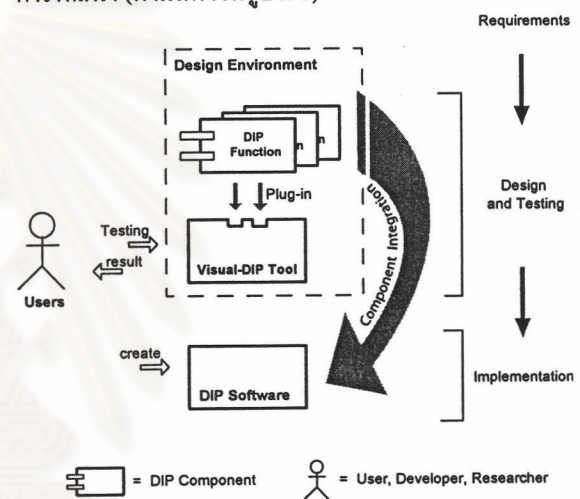 Requirements
Design Environment
DIP
Function
n
n
Plug-in
Design
and Testing
Component Integration
Testing
result
Visual-DIP Tool
Users
create
DIP Software
Implementation
= DIP Component
= User, Developer, Researcher